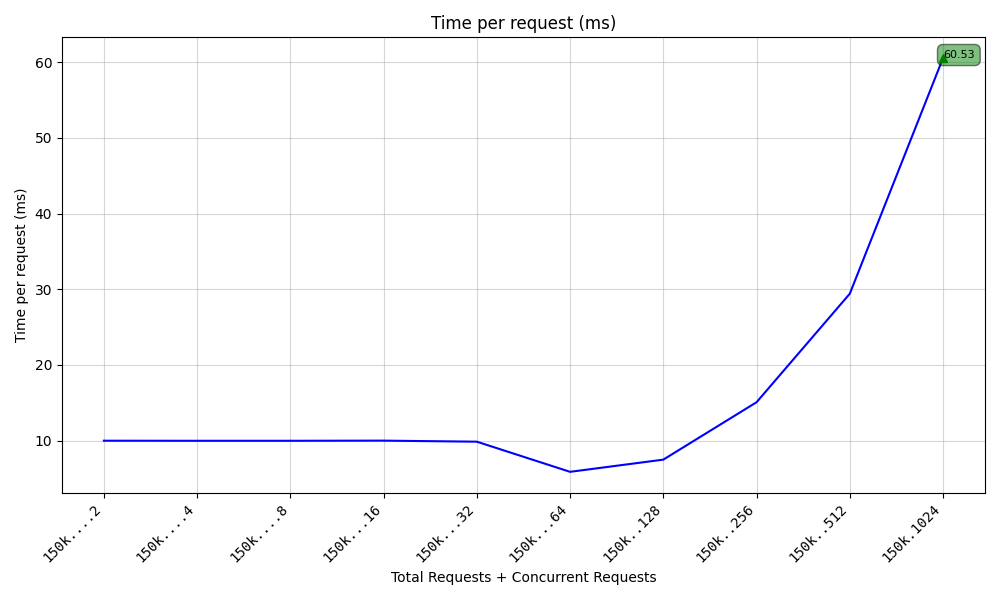 Time per request (ms)
60.53
60
50
40
30
20
10
Time per request (ms)
150k....2
150k....4
150k....8
150k...16
150k...32
150k...64
150k..128
150k..256
150k..512
150k.1024
Total Requests + Concurrent Requests